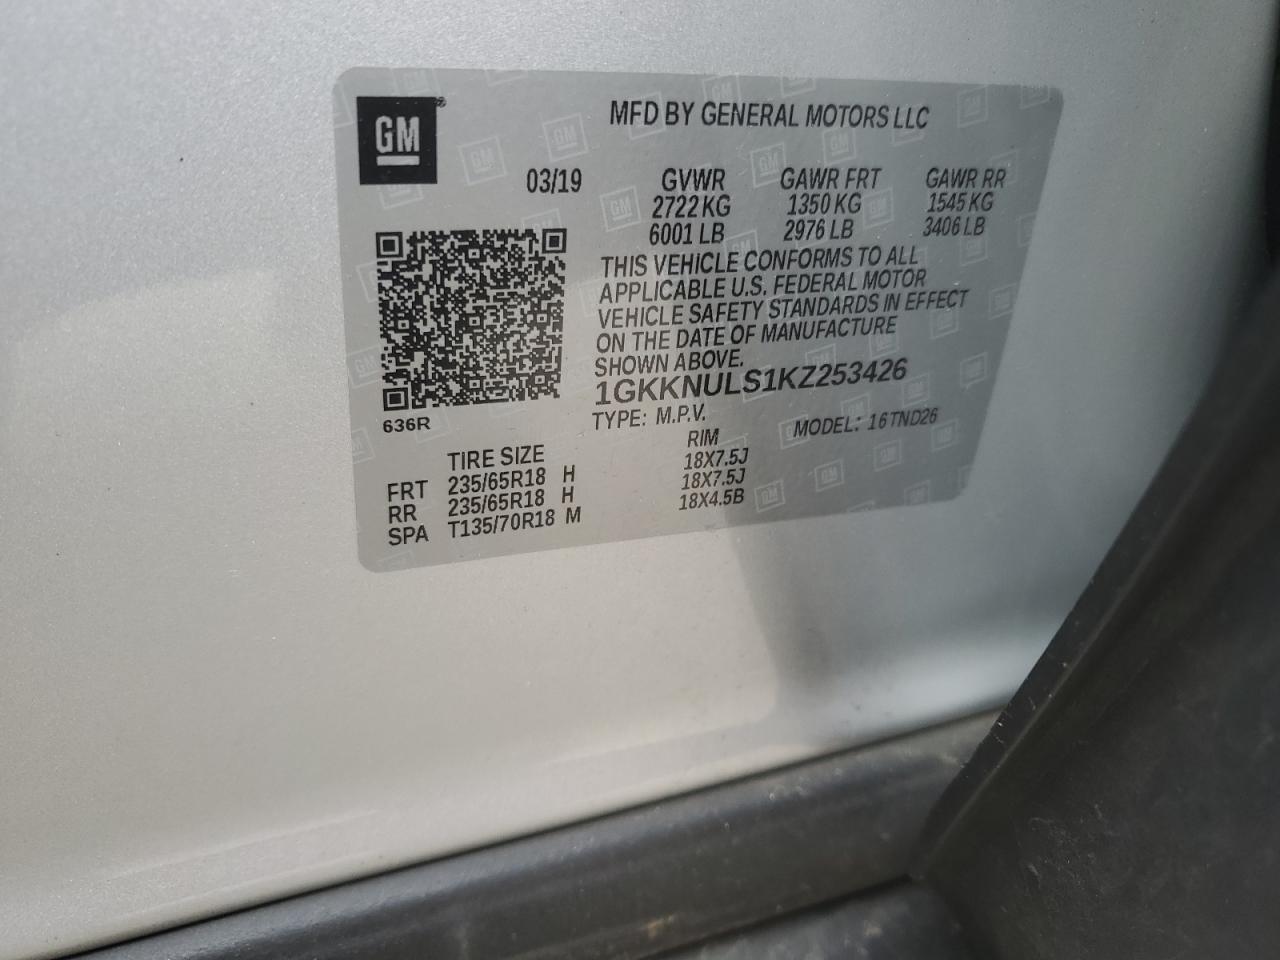 GM®
MFD BY GENERAL MOTORS LLC
03/19
GVWR GAWR FRT GAWR RR
2722 KG 1350 KG 1545 KG
6001 LB 2976 LB 3406 LB
THIS VEHICLE CONFORMS TO ALL
APPLICABLE U.S. FEDERAL MOTOR
VEHICLE SAFETY STANDARDS IN EFFECT
ON THE DATE OF MANUFACTURE
SHOWN ABOVE.
1GKKNULS1KZ253426
636R
TYPE: M.P.V. MODEL: 16TND26
TIRE SIZE RIM
FRT 235/65R18 H 18X7.5J
RR 235/65R18 H 18X7.5J
SPA T135/70R18 M 18X4.5B